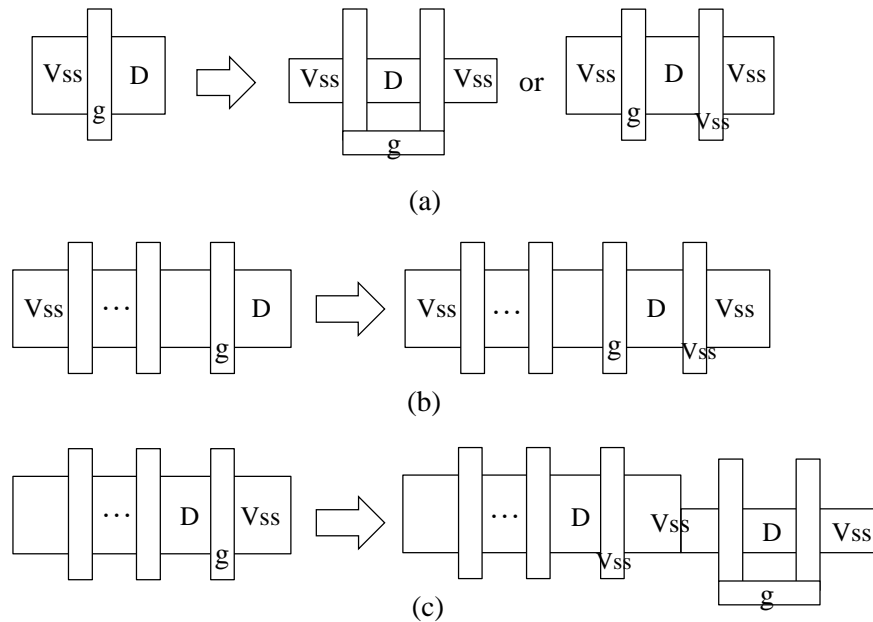 Vss D g
Vss D Vss g
or
Vss D Vss g Vss
(a)
Vss … D g
Vss … D Vss g Vss
(b)
… D Vss g
… D Vss Vss D Vss g
(c)